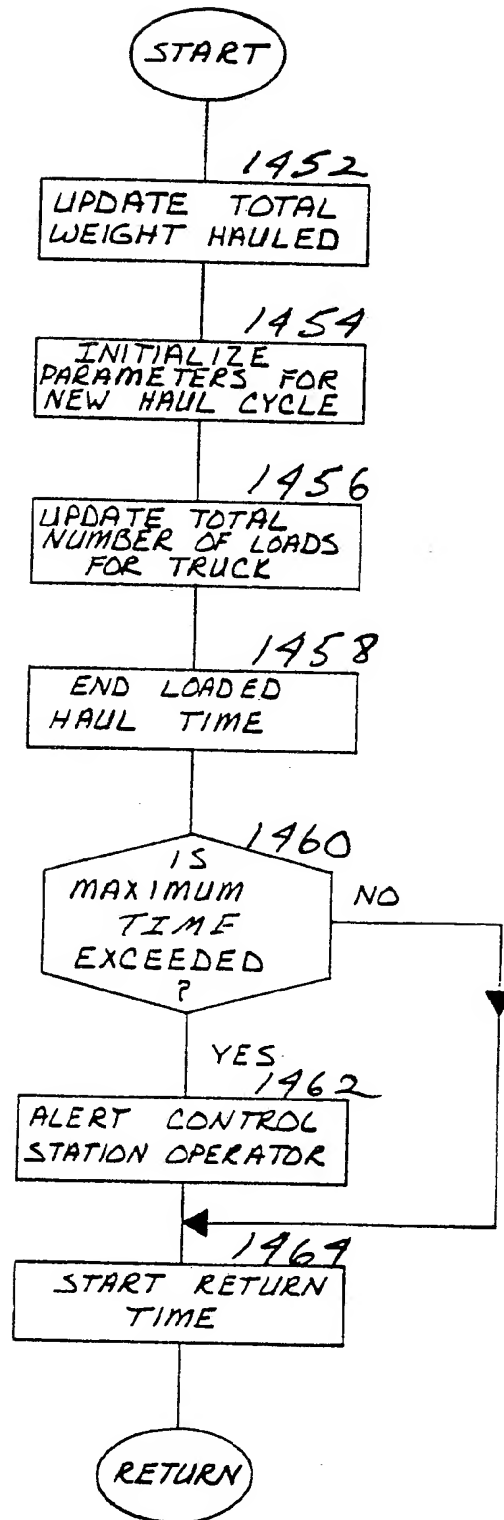 START
1452
UPDATE TOTAL
WEIGHT HAULED
1454
INITIALIZE
PARAMETERS FOR
NEW HAUL CYCLE
1456
UPDATE TOTAL
NUMBER OF LOADS
FOR TRUCK
1458
END LOADED
HAUL TIME
1460
IS
MAXIMUM
TIME
EXCEEDED
?
NO
YES
1462
ALERT CONTROL
STATION OPERATOR
1464
START RETURN
TIME
RETURN